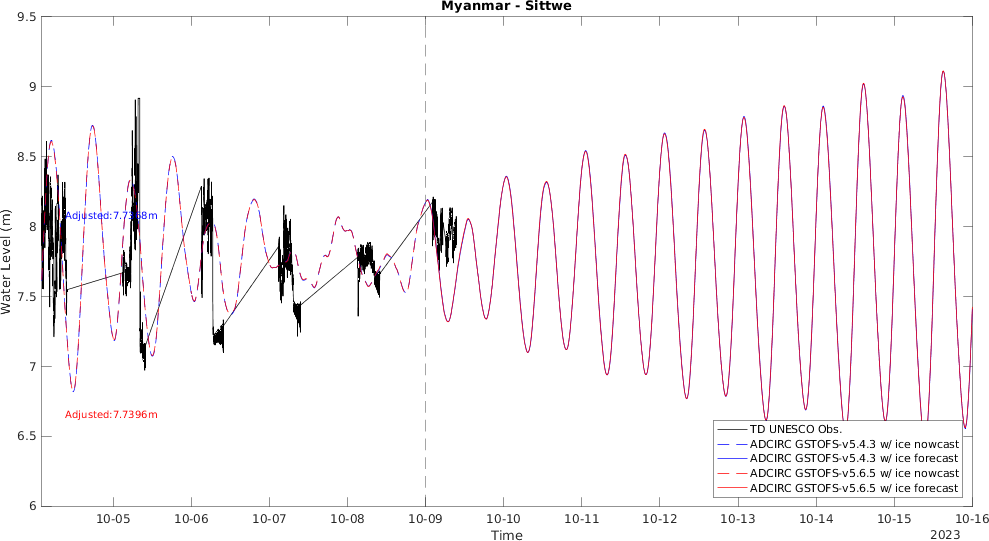 Myanmar - Sittwe
9.5
9
8.5
8
7.5
7
6.5
6
Water Level (m)
Adjusted:7.7368m
Adjusted:7.7396m
TD UNESCO Obs.
ADCIRC GSTOFS-v5.4.3 w/ ice nowcast
ADCIRC GSTOFS-v5.4.3 w/ ice forecast
ADCIRC GSTOFS-v5.6.5 w/ ice nowcast
ADCIRC GSTOFS-v5.6.5 w/ ice forecast
10-05 10-06 10-07 10-08 10-09 10-10 10-11 10-12 10-13 10-14 10-15 10-16
Time
2023